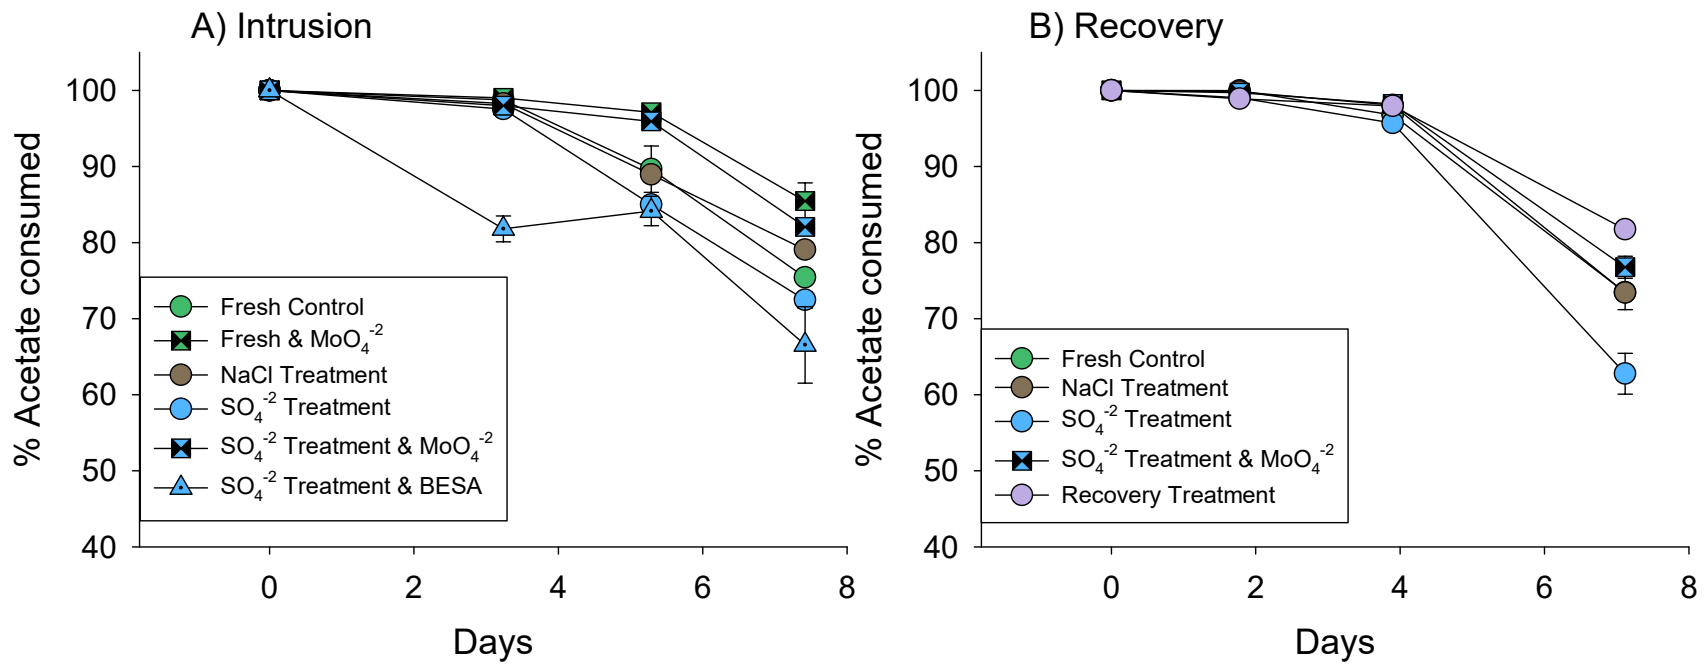 A) Intrusion
% Acetate consumed
100
90
80
70
60
50
40
Fresh Control
Fresh & MoO₄⁻²
NaCl Treatment
SO₄⁻² Treatment
SO₄⁻² Treatment & MoO₄⁻²
SO₄⁻² Treatment & BESA
0 2 4 6 8
Days
B) Recovery
% Acetate consumed
100
90
80
70
60
50
40
Fresh Control
NaCl Treatment
SO₄⁻² Treatment
SO₄⁻² Treatment & MoO₄⁻²
Recovery Treatment
0 2 4 6 8
Days